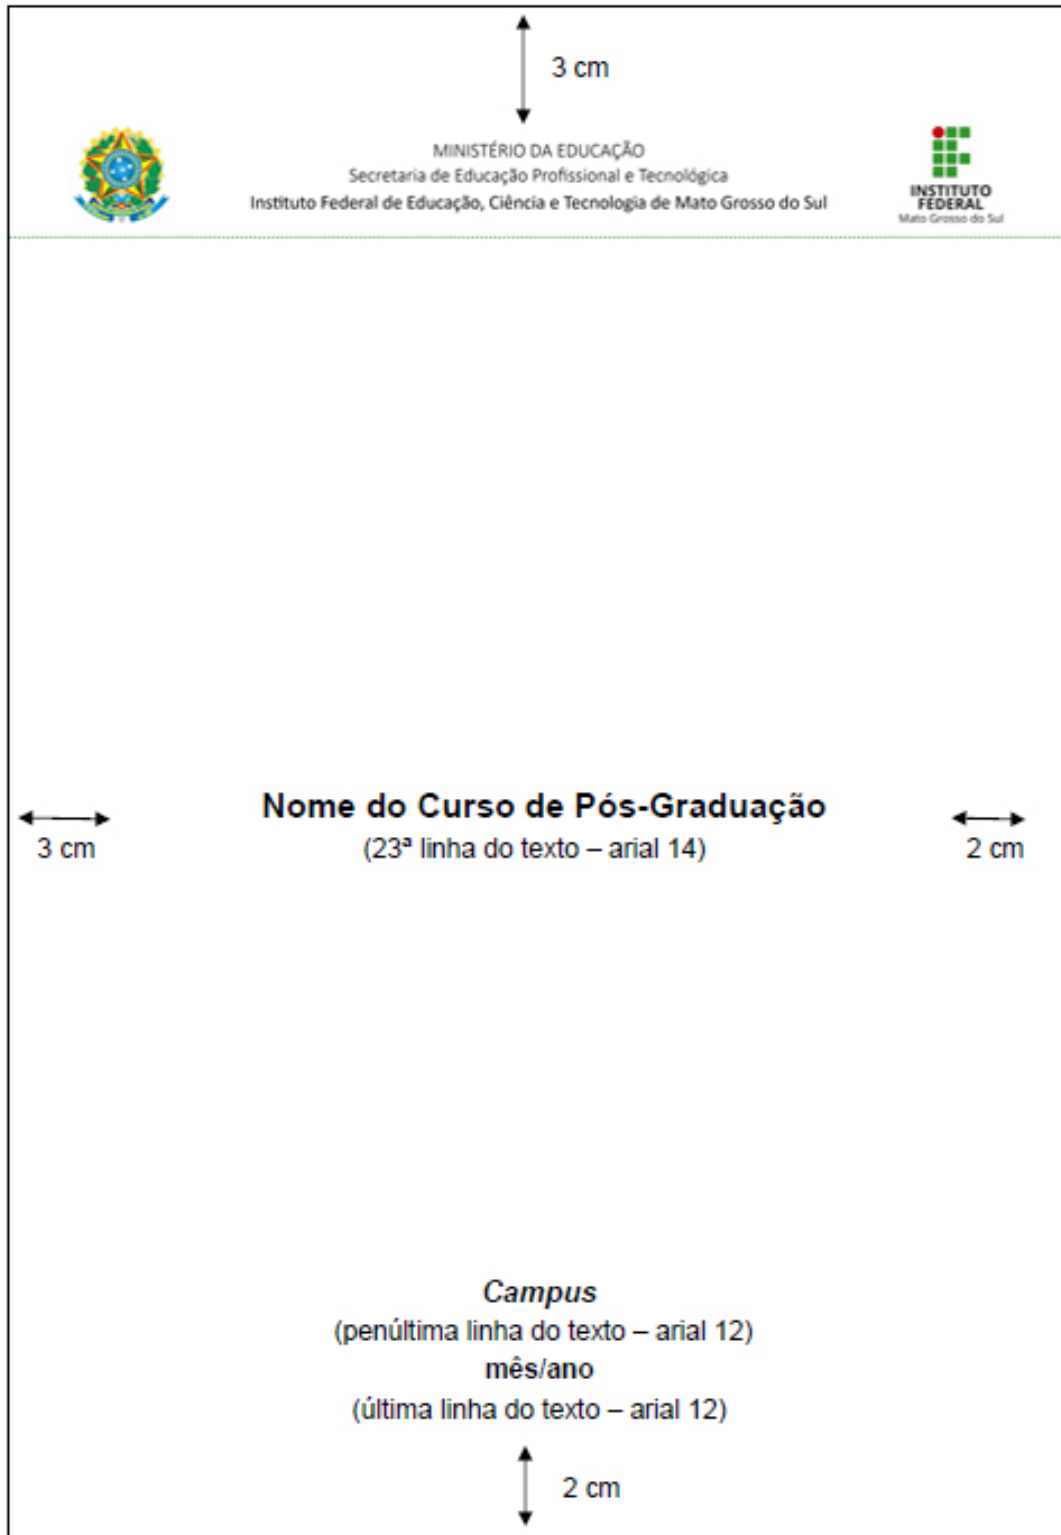 3 cm
MINISTÉRIO DA EDUCAÇÃO
Secretaria de Educação Profissional e Tecnológica
Instituto Federal de Educação, Ciência e Tecnologia de Mato Grosso do Sul
INSTITUTO
FEDERAL
Mato Grosso do Sul
Nome do Curso de Pós-Graduação
(23ª linha do texto – arial 14)
3 cm
2 cm
Campus
(penúltima linha do texto – arial 12)
mês/ano
(última linha do texto – arial 12)
2 cm